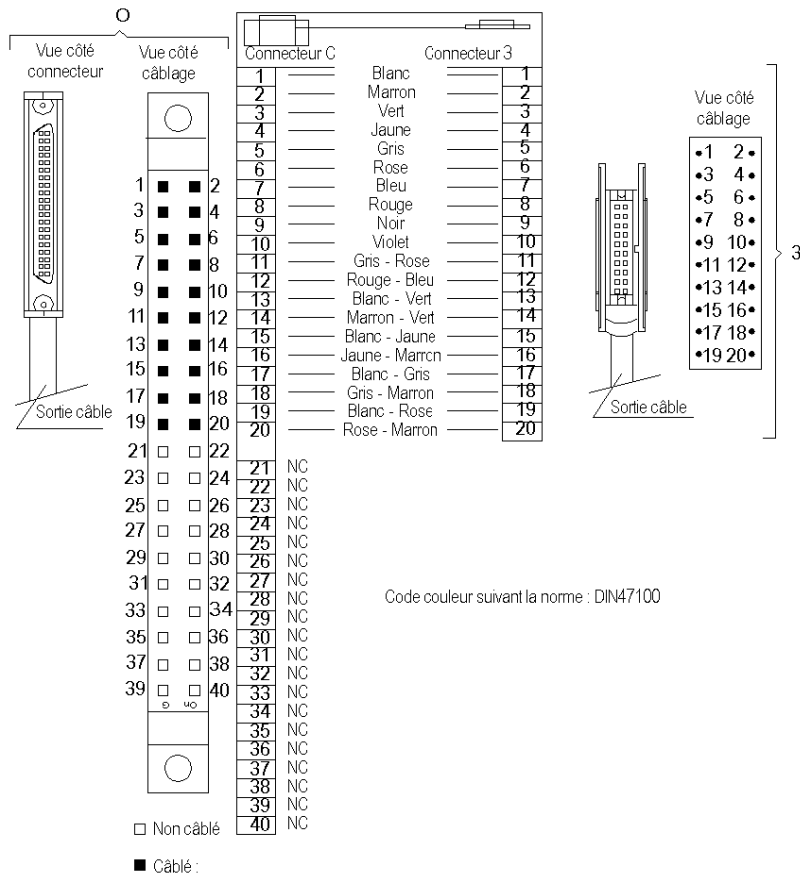 O
Vue côté connecteur
Vue côté câblage
1 2
3 4
5 6
7 8
9 10
11 12
13 14
15 16
17 18
19 20
21 22
23 24
25 26
27 28
29 30
31 32
33 34
35 36
37 38
39 40
G On
Sortie câble
Non câblé
Câblé :
Connecteur C Connecteur 3
1 Blanc 1
2 Marron 2
3 Vert 3
4 Jaune 4
5 Gris 5
6 Rose 6
7 Bleu 7
8 Rouge 8
9 Noir 9
10 Violet 10
11 Gris - Rose 11
12 Rouge - Bleu 12
13 Blanc - Vert 13
14 Marron - Vert 14
15 Blanc - Jaune 15
16 Jaune - Marron 16
17 Blanc - Gris 17
18 Gris - Marron 18
19 Blanc - Rose 19
20 Rose - Marron 20
21 NC
22 NC
23 NC
24 NC
25 NC
26 NC
27 NC
28 NC
29 NC
30 NC
31 NC
32 NC
33 NC
34 NC
35 NC
36 NC
37 NC
38 NC
39 NC
40 NC
Code couleur suivant la norme : DIN47100
Sortie câble
Vue côté câblage
1 2
3 4
5 6
7 8
9 10
11 12
13 14
15 16
17 18
19 20
3